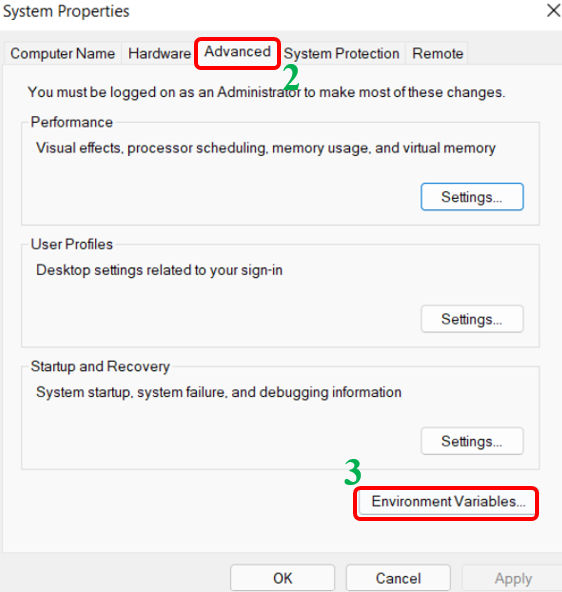 System Properties
Computer Name Hardware Advanced System Protection Remote
2
You must be logged on as an Administrator to make most of these changes.
Performance
Visual effects, processor scheduling, memory usage, and virtual memory
Settings...
User Profiles
Desktop settings related to your sign-in
Settings...
Startup and Recovery
System startup, system failure, and debugging information
Settings...
3
Environment Variables...
OK Cancel Apply